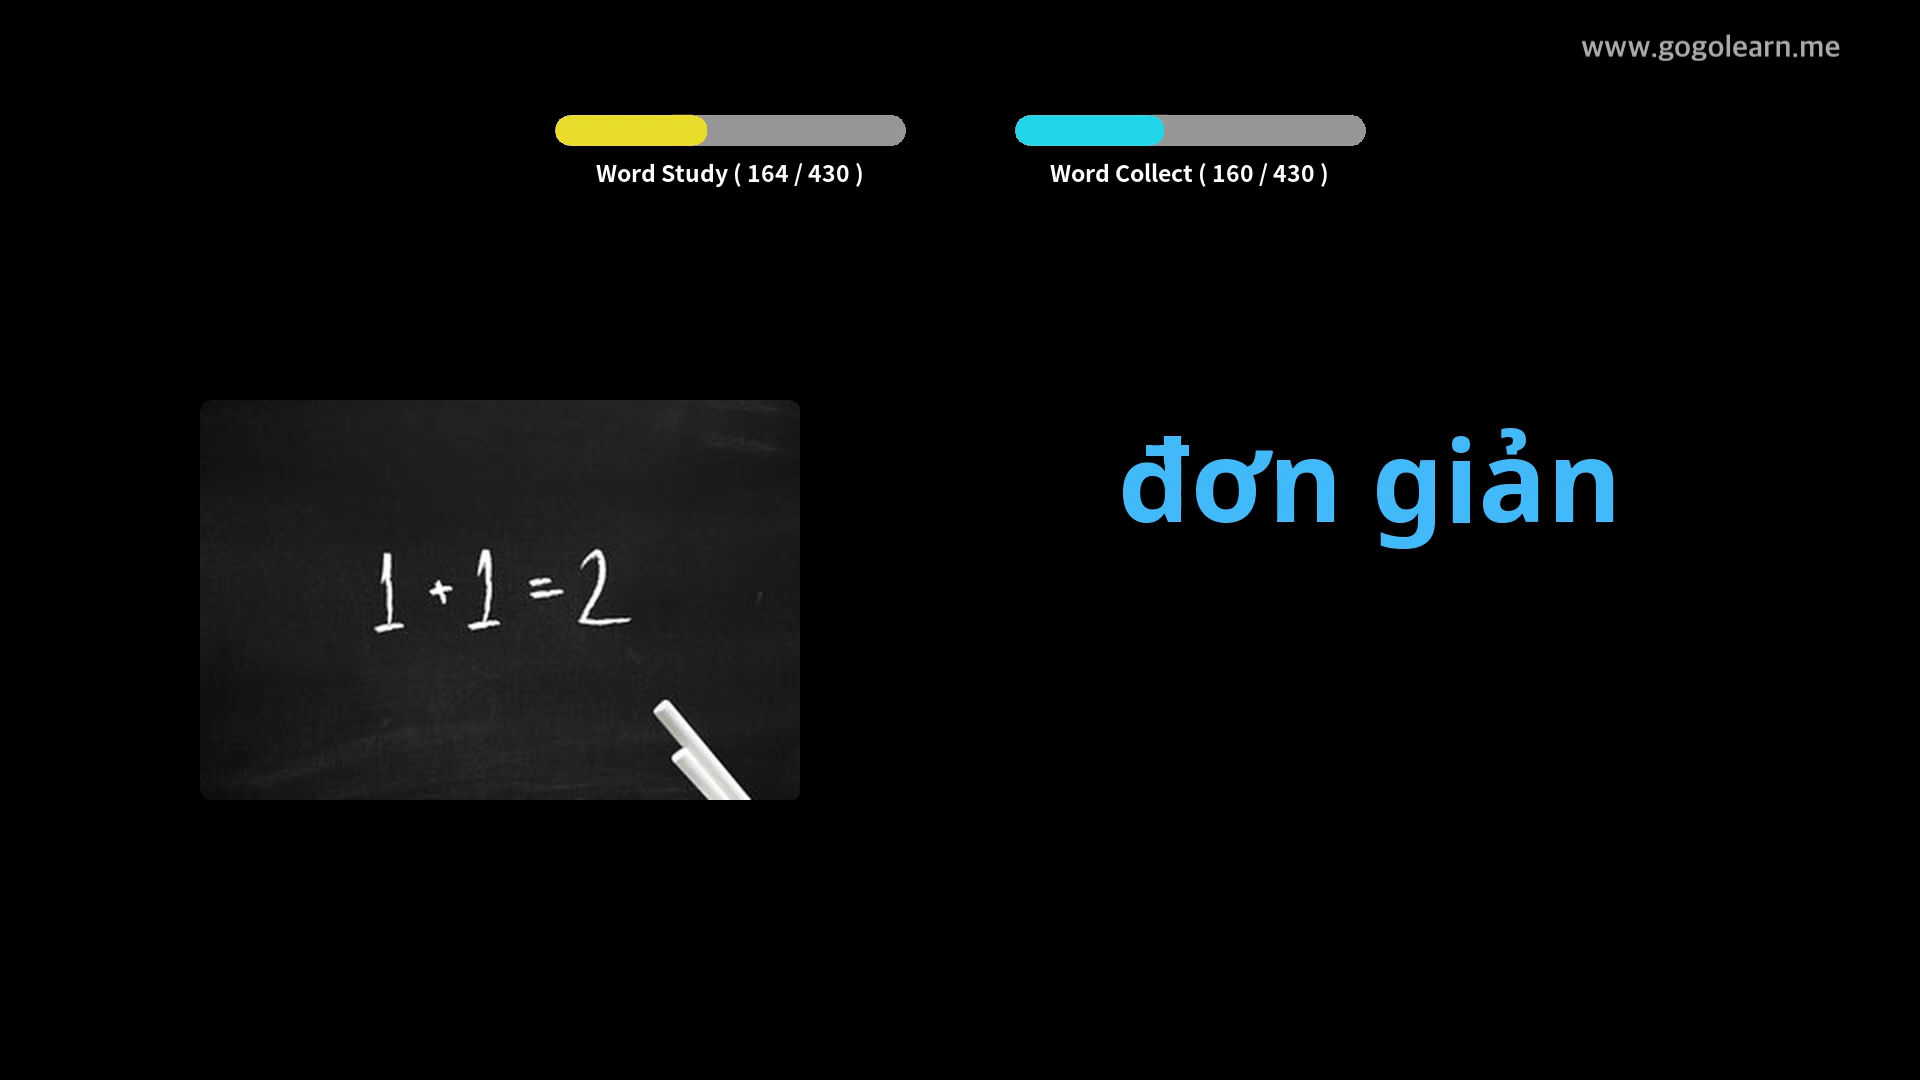 www.gogolearn.me
Word Study ( 164 / 430 )
Word Collect ( 160 / 430 )
đơn giản
1 + 1 = 2